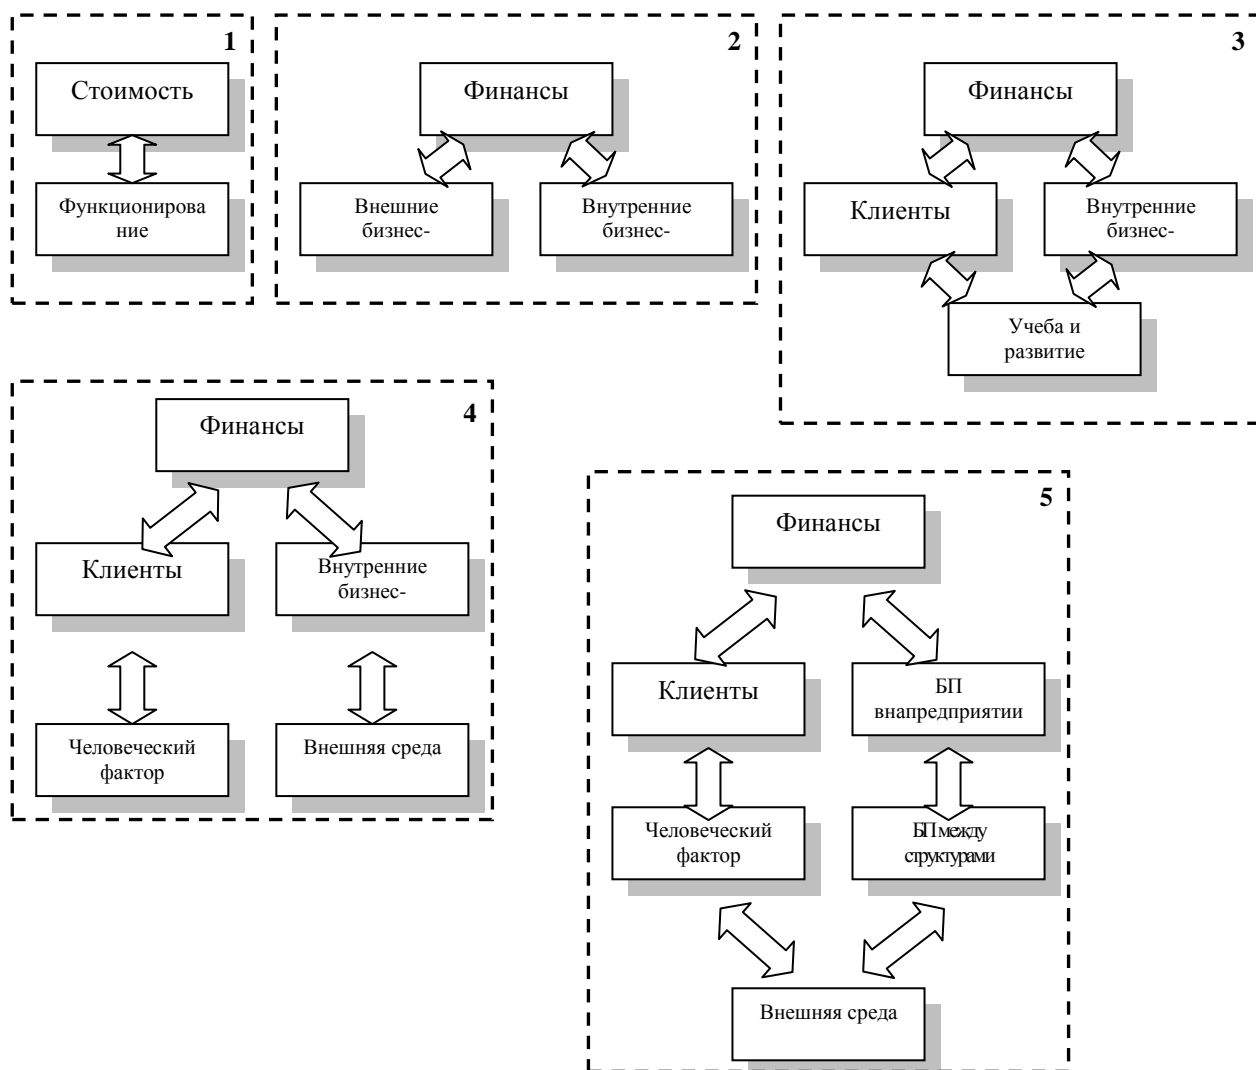 1
Стоимость
Функционирова
ние
2
Финансы
Внешние
бизнес-
Внутренние
бизнес-
3
Финансы
Клиенты
Внутренние
бизнес-
Учеба и
развитие
4
Финансы
Клиенты
Внутренние
бизнес-
Человеческий
фактор
Внешняя среда
5
Финансы
Клиенты
БП
внапредприятии
Человеческий
фактор
БП между
структурами
Внешняя среда